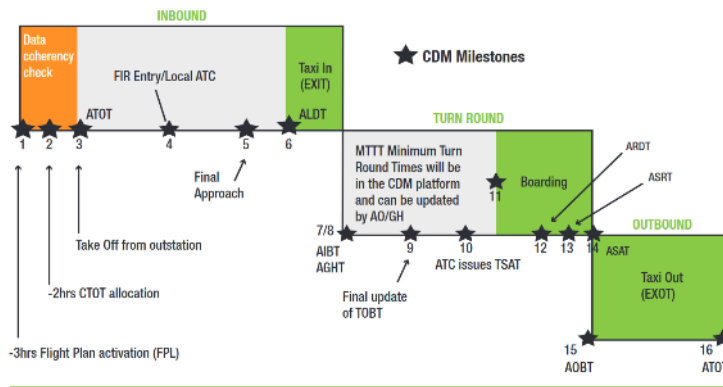 INBOUND
Data
coherency
check
ATOT
FIR Entry/Local ATC
Taxi In
(EXIT)
ALDT
CDM Milestones
1
2
3
4
5
6
Final
Approach
Take Off from outstation
-2hrs CTOT allocation
-3hrs Flight Plan activation (FPL)
TURN ROUND
MTTT Minimum Turn
Round Times will be
in the CDM platform
and can be updated
by AO/GH
11
Boarding
ARDT
ASRT
7/8
9
10
12
13
14
AIBT
AGHT
Final update
of TOBT
ATC issues TSAT
ASAT
OUTBOUND
Taxi Out
(EXOT)
15
16
AOBT
ATOT